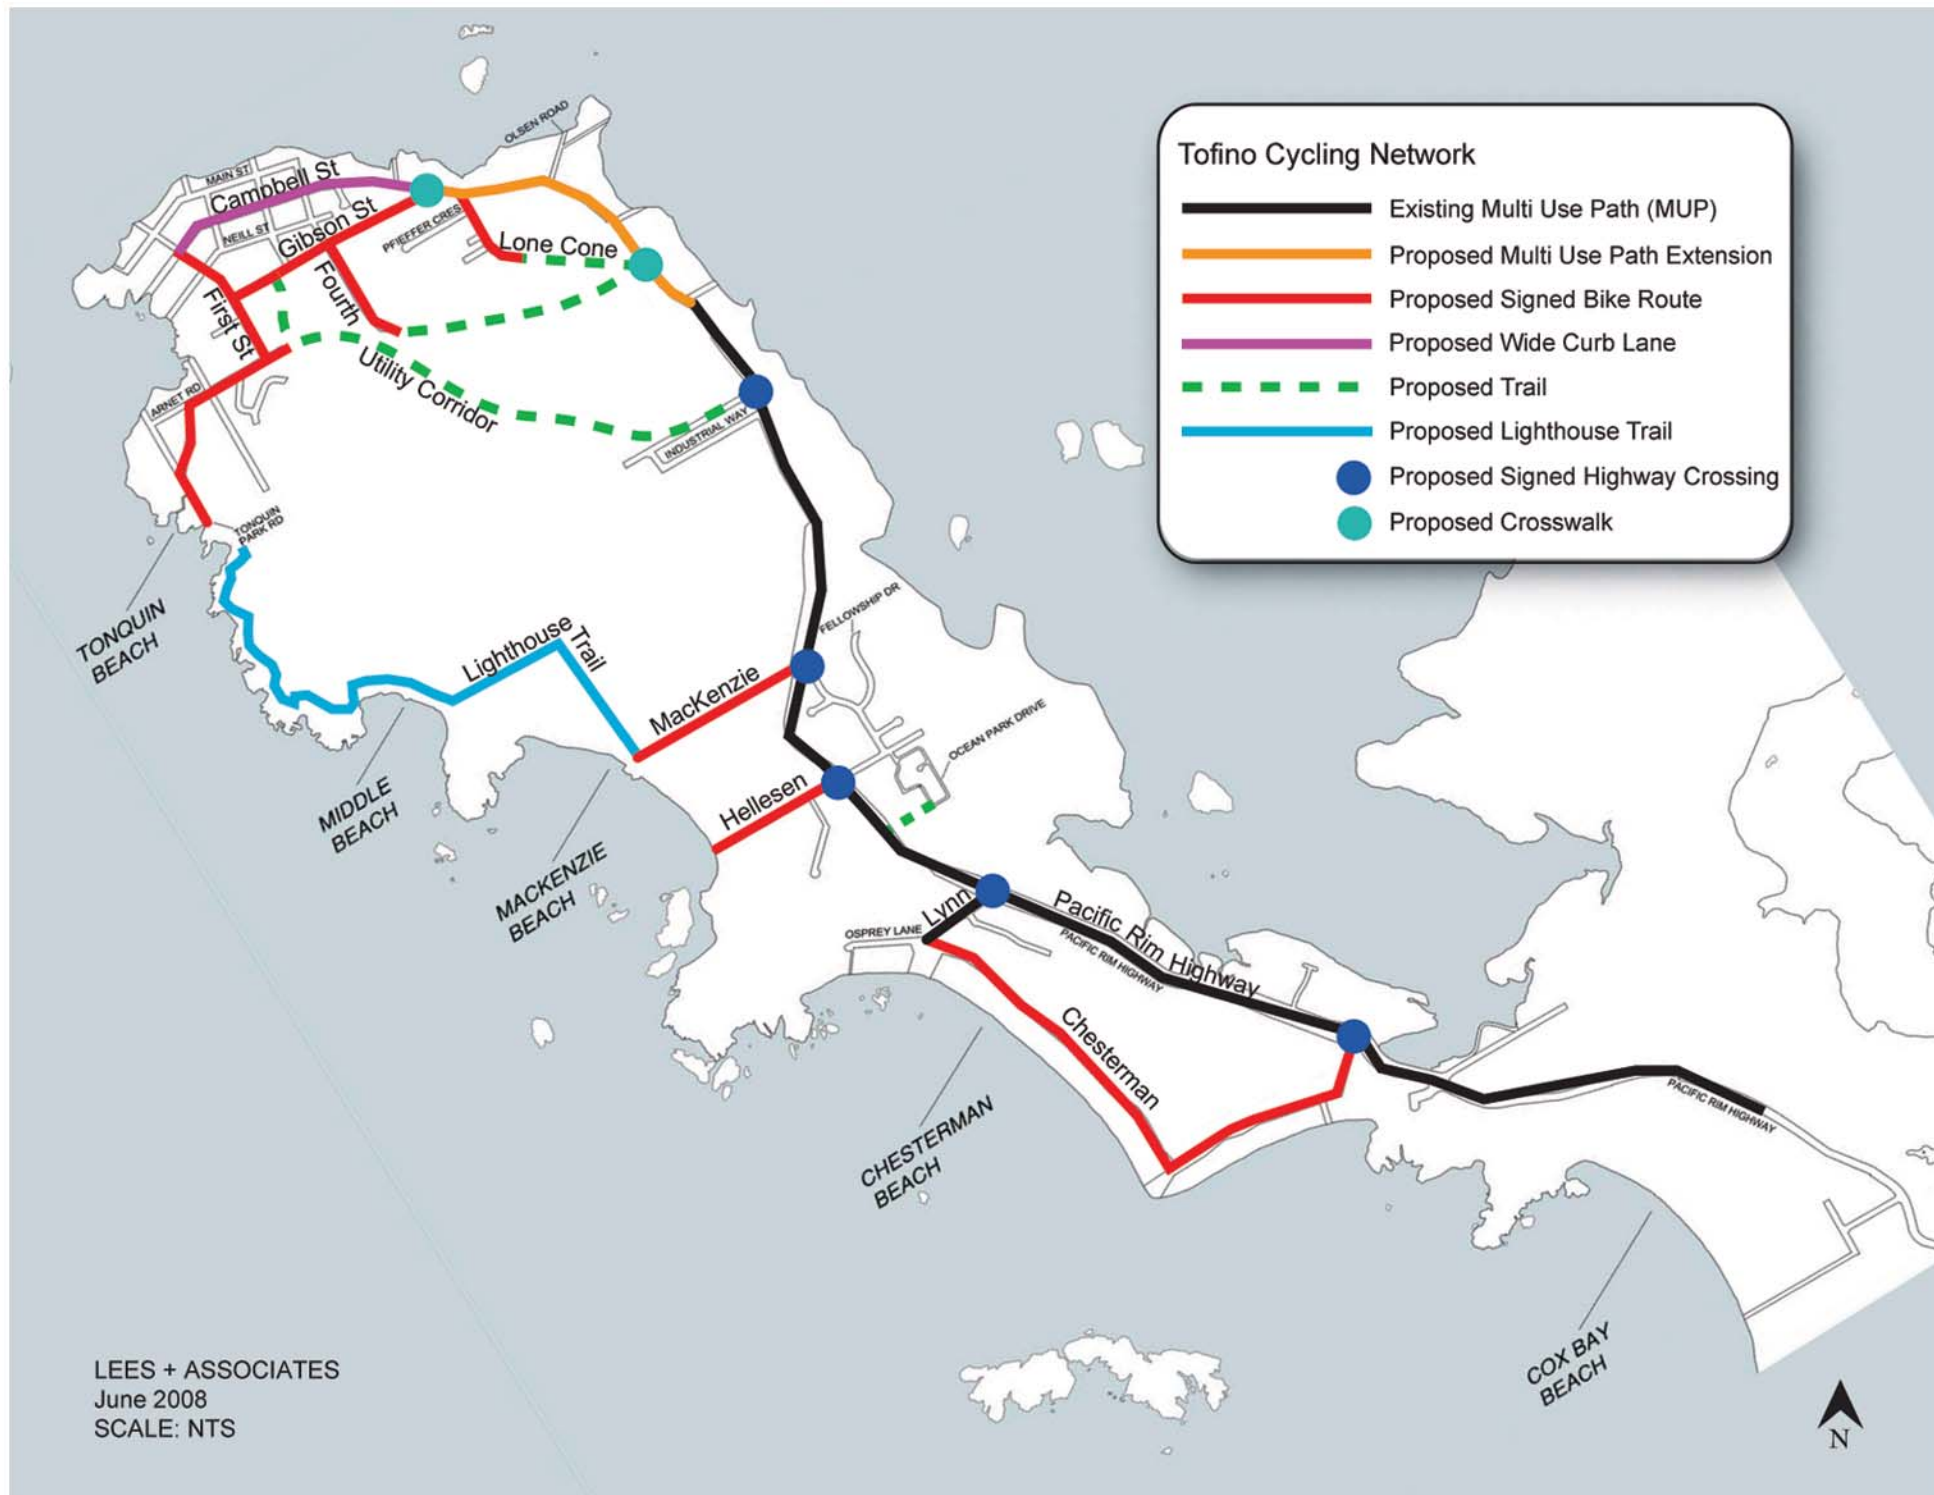 OLSEN ROAD
MAIN ST
Campbell St
NEILL ST
Gibson St
PFIEFFER CRES
Lone Cone
First St
Fourth
Utility Corridor
ARNET RD
INDUSTRIAL WAY
TONQUIN
PARK RD
TONQUIN
BEACH
Lighthouse
Trail
FELLOWSHIP DR
MacKenzie
OCEAN PARK DRIVE
MIDDLE
BEACH
Hellesen
MACKENZIE
BEACH
Lynn
OSPREY LANE
Pacific Rim Highway
PACIFIC RIM HIGHWAY
Chesterman
CHESTERMAN
BEACH
PACIFIC RIM HIGHWAY
COX BAY
BEACH
Tofino Cycling Network
Existing Multi Use Path (MUP)
Proposed Multi Use Path Extension
Proposed Signed Bike Route
Proposed Wide Curb Lane
Proposed Trail
Proposed Lighthouse Trail
Proposed Signed Highway Crossing
Proposed Crosswalk
LEES + ASSOCIATES
June 2008
SCALE: NTS
N